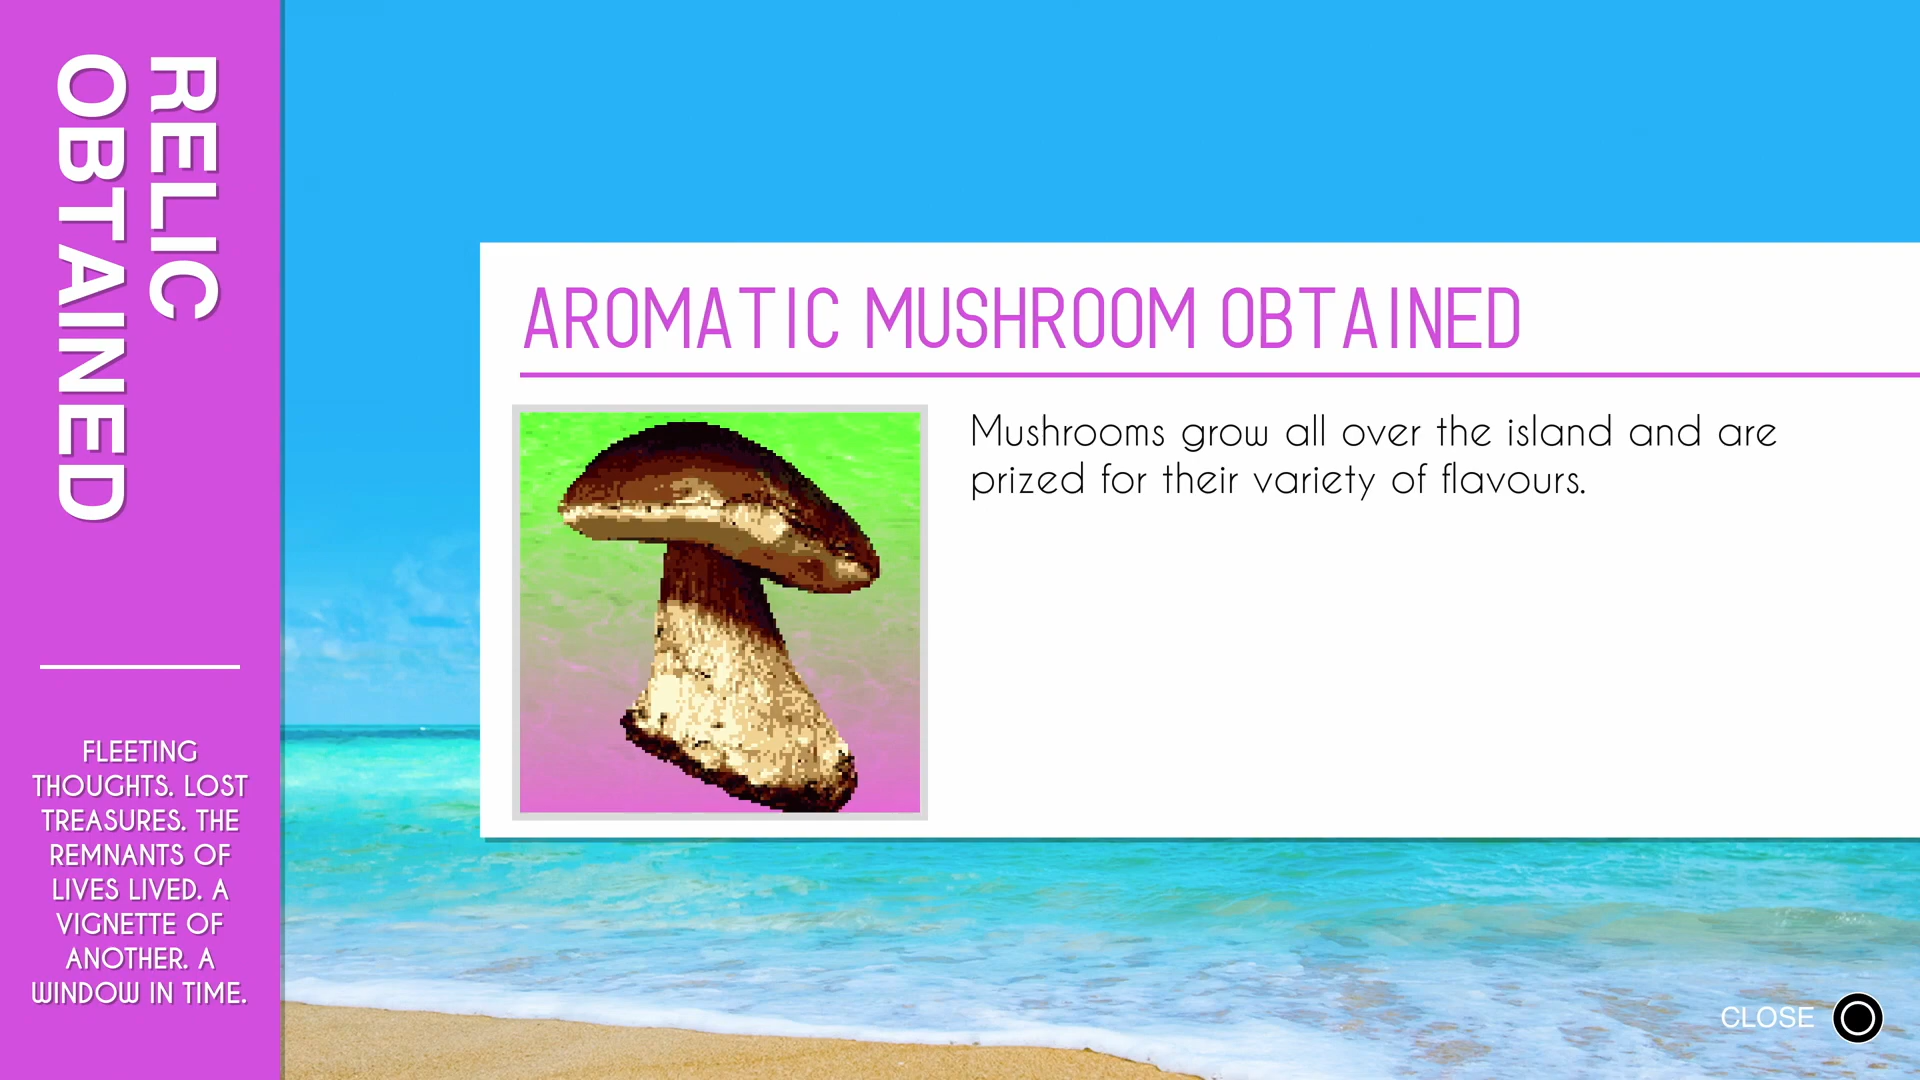 RELIC
OBTAINED
FLEETING
THOUGHTS. LOST
TREASURES. THE
REMNANTS OF
LIVES LIVED. A
VIGNETTE OF
ANOTHER. A
WINDOW IN TIME.
AROMATIC MUSHROOM OBTAINED
Mushrooms grow all over the island and are
prized for their variety of flavours.
CLOSE